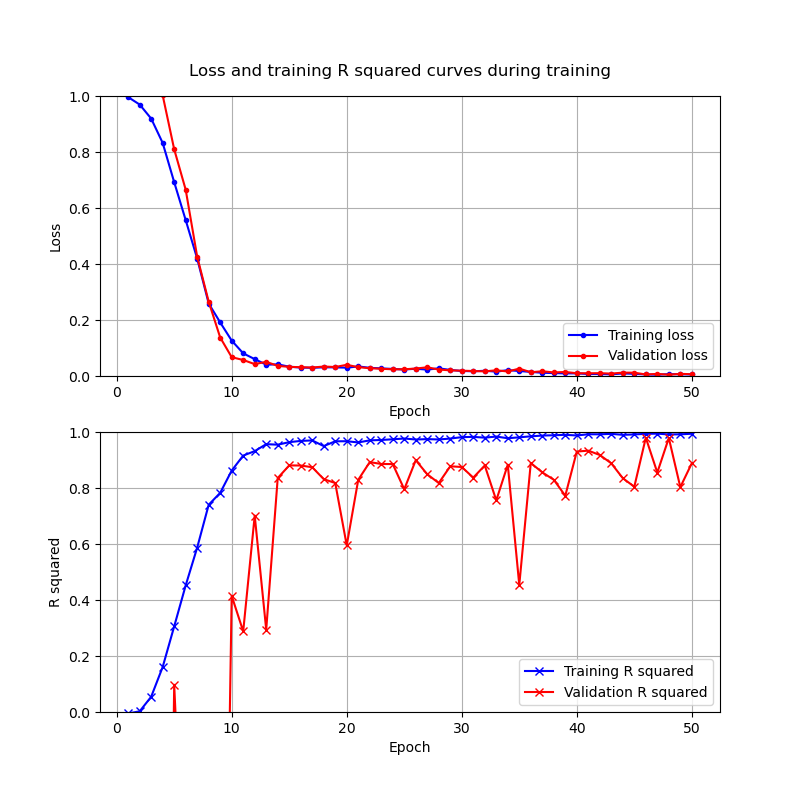 Loss and training R squared curves during training
1.0
0.8
0.6
0.4
0.2
0.0
Loss
Training loss
Validation loss
0 10 20 30 40 50
Epoch
1.0
0.8
0.6
0.4
0.2
0.0
R squared
Training R squared
Validation R squared
0 10 20 30 40 50
Epoch